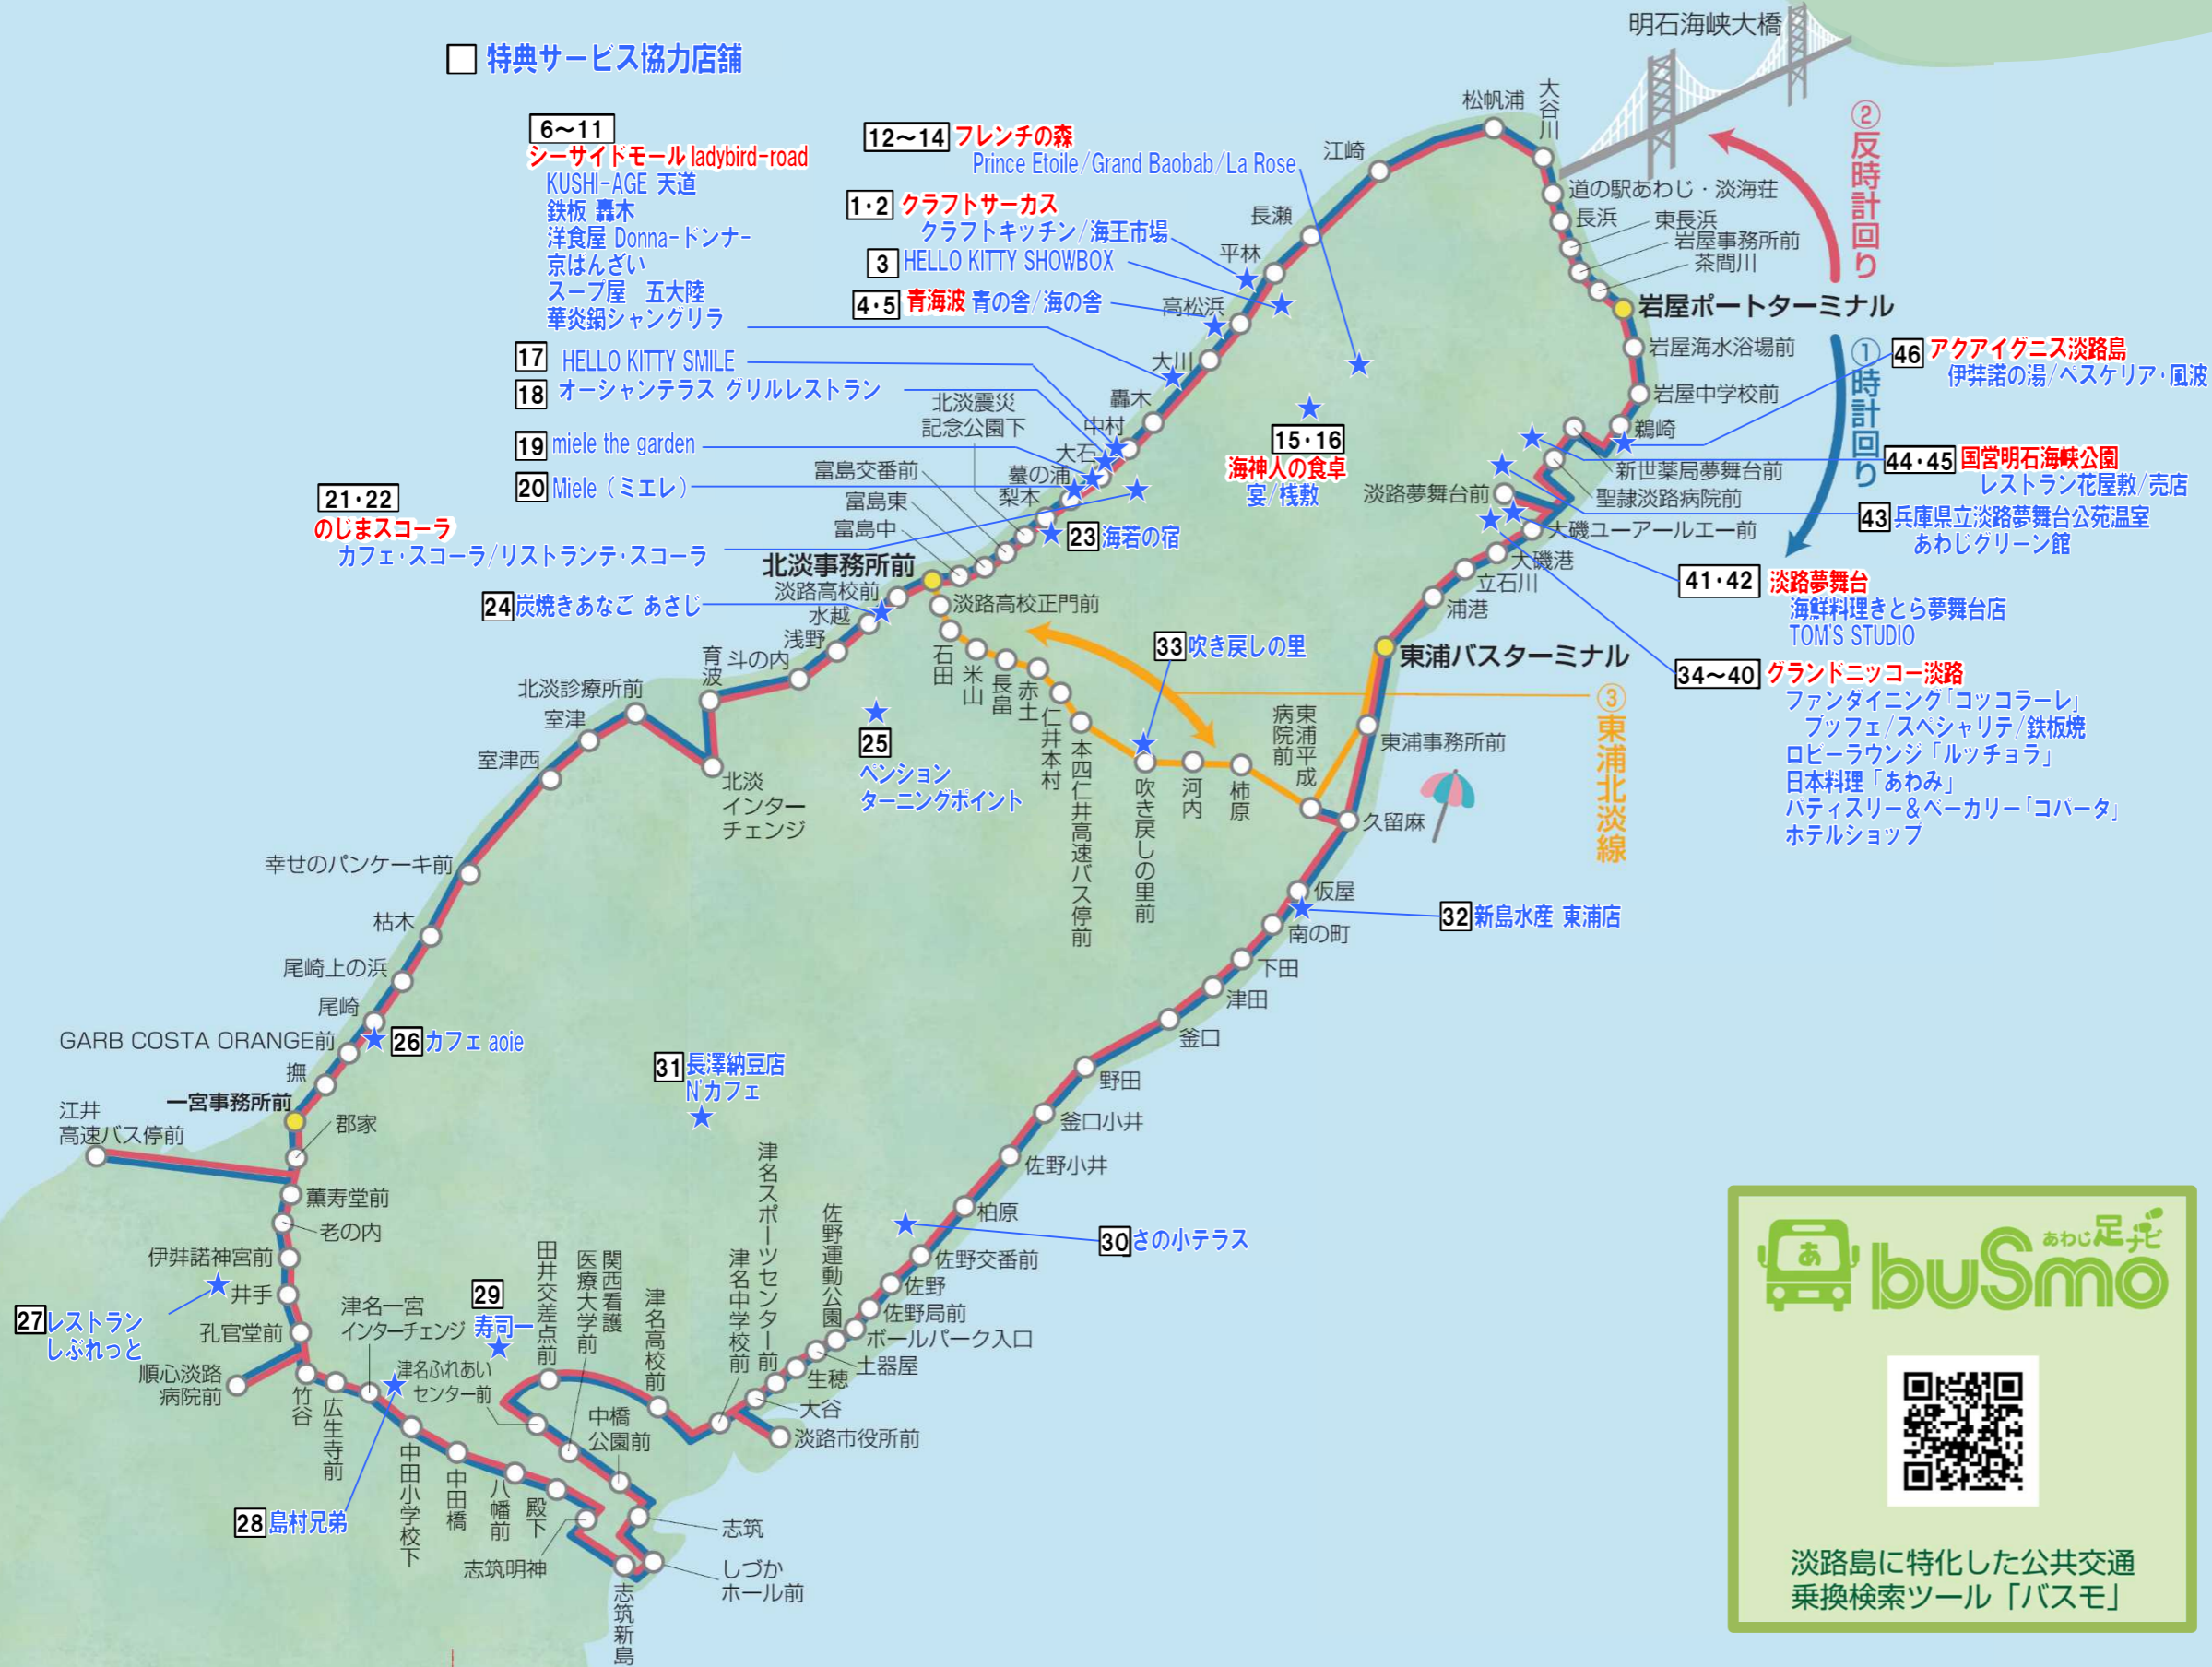 明石海峡大橋
特典サービス協力店舗
6〜11
シーサイドモール ladybird-road
KUSHI-AGE 天道
鉄板 轟木
洋食屋 Donna-ドンナ-
京はんざい
スープ屋 五大陸
華炎鍋シャングリラ
12〜14 フレンチの森
Prince Etoile/Grand Baobab/La Rose
1・2 クラフトサーカス
クラフトキッチン/海王市場
3 HELLO KITTY SHOWBOX
4・5 青海波 青の舎/海の舎
17 HELLO KITTY SMILE
18 オーシャンテラス グリルレストラン
19 miele the garden
20 Miele（ミエレ）
21・22
のじまスコーラ
カフェ・スコーラ/リストランテ・スコーラ
15・16
海神人の食卓
宴/桟敷
23 海若の宿
24 炭焼きあなご あさじ
25
ペンション
ターニングポイント
26 カフェ aoie
27 レストラン
しぶれっと
28 島村兄弟
29
寿司一
30 さの小テラス
31 長澤納豆店
N'カフェ
32 新島水産 東浦店
33 吹き戻しの里
34〜40 グランドニッコー淡路
ファンダイニング「コッコラーレ」
ブッフェ/スペシャリテ/鉄板焼
ロビーラウンジ「ルッチョラ」
日本料理「あわみ」
パティスリー＆ベーカリー「コパータ」
ホテルショップ
41・42 淡路夢舞台
海鮮料理きとら夢舞台店
TOM'S STUDIO
43 兵庫県立淡路夢舞台公苑温室
あわじグリーン館
44・45 国営明石海峡公園
レストラン花屋敷/売店
46 アクアイグニス淡路島
伊弉諾の湯/ペスケリア・風波
②反時計回り
①時計回り
③東浦北淡線
松帆浦
大谷川
江崎
長瀬
平林
高松浜
大川
轟木
中村
大石
蟇の浦
梨本
北淡震災
記念公園下
富島交番前
富島東
富島中
北淡事務所前
淡路高校前
水越
浅野
斗の内
育波
北淡
インター
チェンジ
北淡診療所前
室津
室津西
幸せのパンケーキ前
枯木
尾崎上の浜
尾崎
GARB COSTA ORANGE前
撫
一宮事務所前
郡家
江井
高速バス停前
薫寿堂前
老の内
伊弉諾神宮前
井手
孔官堂前
順心淡路
病院前
竹谷
広生寺前
津名一宮
インターチェンジ
中田小学校下
中田橋
八幡前
殿下
志筑明神
志筑新島
しづか
ホール前
志筑
中橋
公園前
関西看護
医療大学前
津名ふれあい
センター前
田井交差点前
津名高校前
津名中学校前
淡路市役所前
大谷
津名スポーツセンター前
生穂
土器屋
佐野運動公園
ボールパーク入口
佐野局前
佐野
佐野交番前
柏原
佐野小井
釜口小井
野田
釜口
津田
下田
南の町
仮屋
久留麻
東浦平成
病院前
東浦事務所前
東浦バスターミナル
浦港
立石川
大磯港
大磯ユーアールエー前
淡路夢舞台前
聖隷淡路病院前
新世薬局夢舞台前
鵜崎
岩屋中学校前
岩屋海水浴場前
岩屋ポートターミナル
茶間川
岩屋事務所前
東長浜
長浜
道の駅あわじ・淡海荘
淡路高校正門前
石田
米山
長畠
赤土
仁井本村
本四仁井高速バス停前
吹き戻しの里前
河内
柿原
あ
あわじ足ナビ
buSmo
淡路島に特化した公共交通
乗換検索ツール「バスモ」